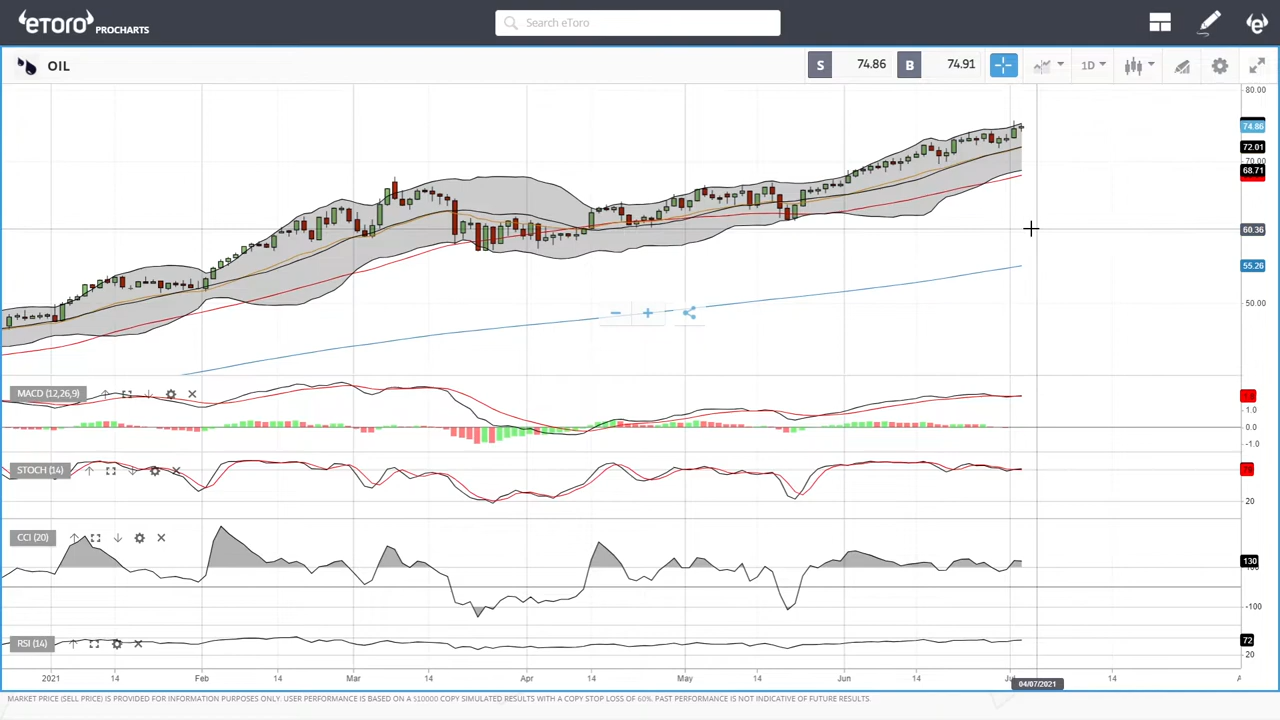 eToro PROCHARTS
Search eToro
OIL
S 74.86 B 74.91
1D
80.00
74.86
72.01
70.00
68.71
60.36
55.26
50.00
MACD (12,26,9)
1.0
0.0
-1.0
STOCH (14)
20
CCI (20)
130
-100
RSI (14)
72
20
2021 14 Feb 14 Mar 14 Apr 14 May 14 Jun 14 14
04/07/2021
MARKET PRICE (SELL PRICE) IS PROVIDED FOR INFORMATION PURPOSES ONLY. USER PERFORMANCE IS BASED ON A $10000 COPY SIMULATED RESULTS WITH A COPY STOP LOSS OF 60%. PAST PERFORMANCE IS NOT INDICATIVE OF FUTURE RESULTS.